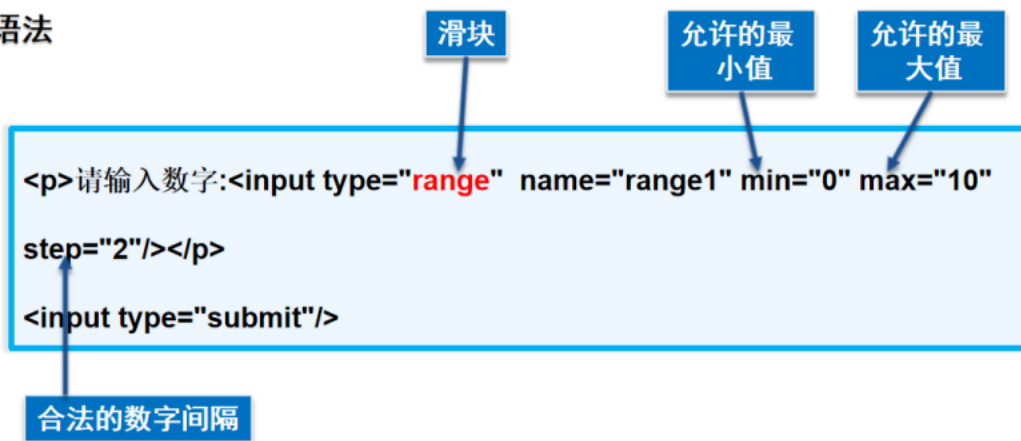 语法
滑块
允许的最
小值
允许的最
大值
<p>请输入数字:<input type="range"  name="range1" min="0" max="10"
step="2"/></p>
<input type="submit"/>
合法的数字间隔